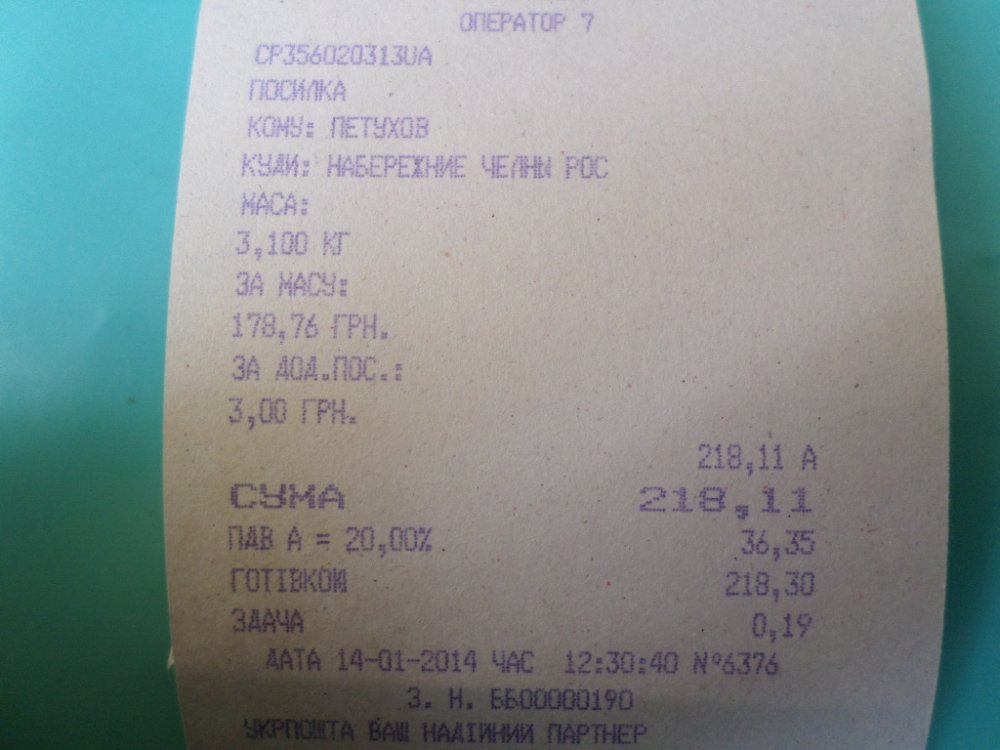 ОПЕРАТОР 7
CP356020313UA
ПОСИЛКА
КОМУ: ПЕТУХОВ
КУДИ: НАБЕРЕЖНИЕ ЧЕЛНЫ РОС
МАСА:
3,100 КГ
ЗА МАСУ:
178,76 ГРН.
ЗА ДОД.ПОС.:
3,00 ГРН.
218,11 А
СУМА 218,11
ПДВ А = 20,00% 36,35
ГОТІВКОЮ 218,30
ЗДАЧА 0,19
ДАТА 14-01-2014 ЧАС 12:30:40 №6376
З. Н. ББ00000190
УКРПОШТА ВАШ НАДІЙНИЙ ПАРТНЕР